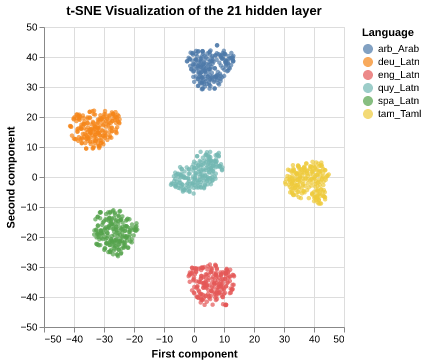 t-SNE Visualization of the 21 hidden layer
Language
arb_Arab
deu_Latn
eng_Latn
quy_Latn
spa_Latn
tam_Taml
Second component
50
40
30
20
10
0
−10
−20
−30
−40
−50
−50 −40 −30 −20 −10 0 10 20 30 40 50
First component